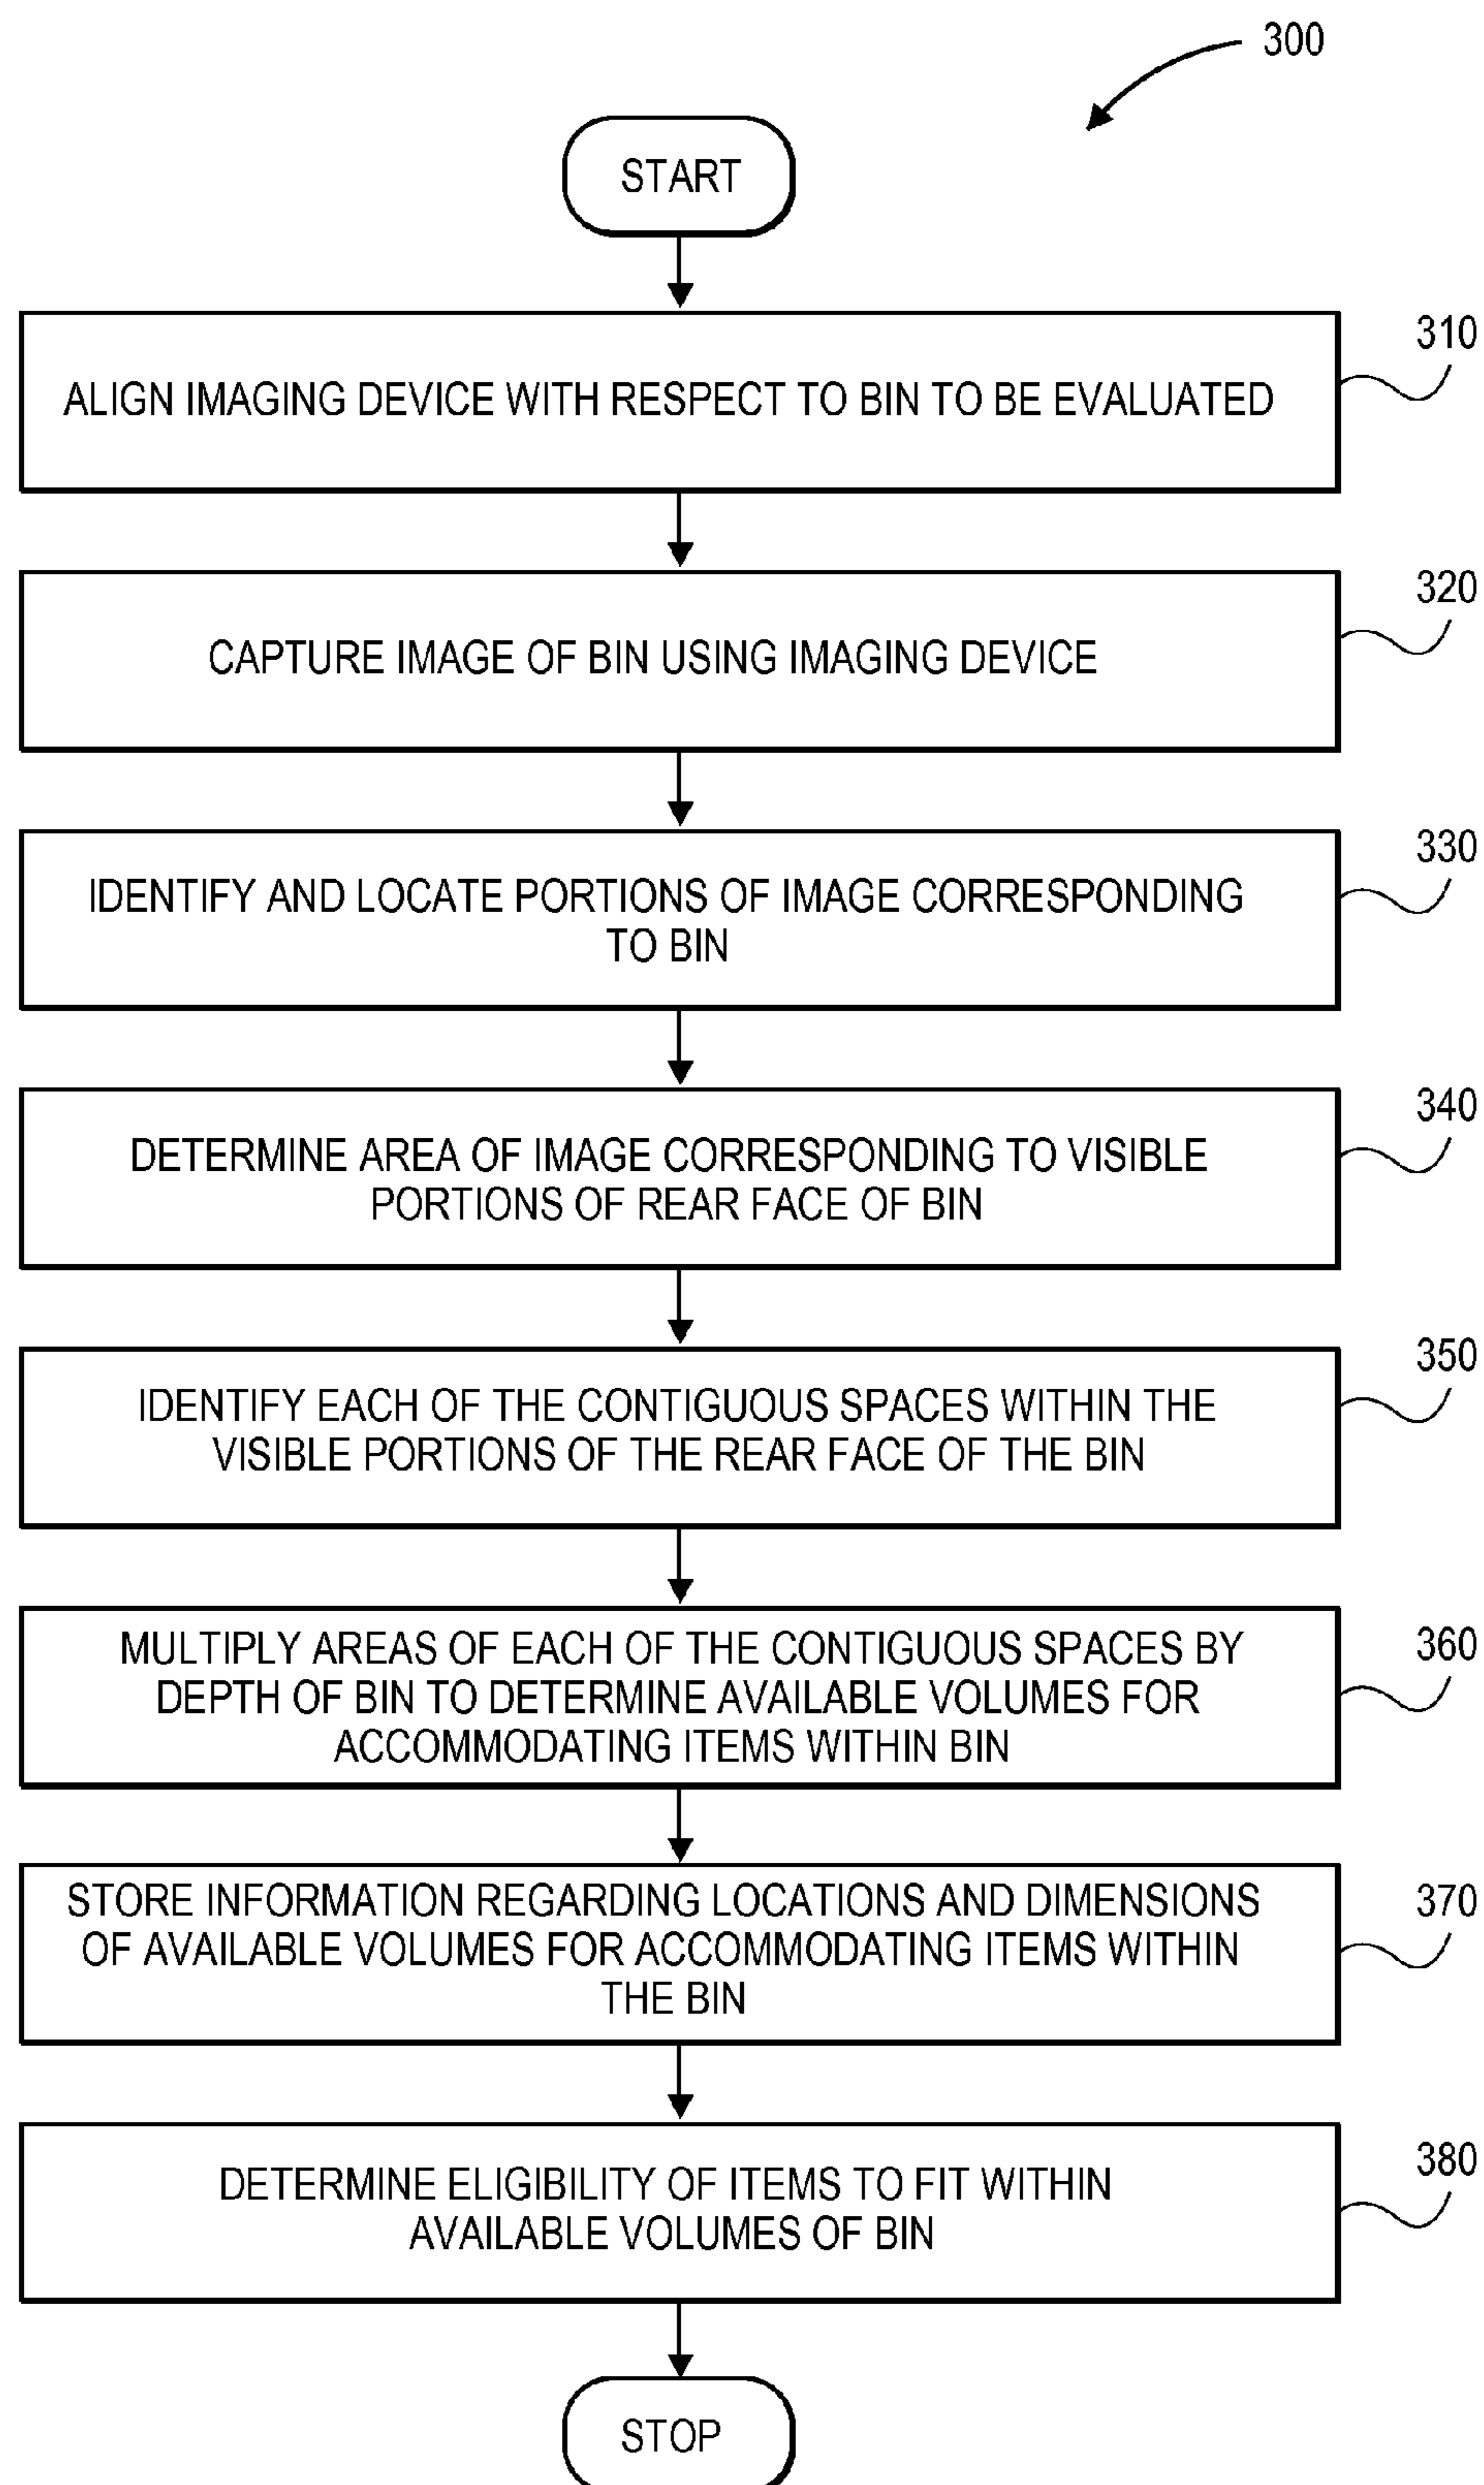 300
START
310
ALIGN IMAGING DEVICE WITH RESPECT TO BIN TO BE EVALUATED
320
CAPTURE IMAGE OF BIN USING IMAGING DEVICE
330
IDENTIFY AND LOCATE PORTIONS OF IMAGE CORRESPONDING
TO BIN
340
DETERMINE AREA OF IMAGE CORRESPONDING TO VISIBLE
PORTIONS OF REAR FACE OF BIN
350
IDENTIFY EACH OF THE CONTIGUOUS SPACES WITHIN THE
VISIBLE PORTIONS OF THE REAR FACE OF THE BIN
360
MULTIPLY AREAS OF EACH OF THE CONTIGUOUS SPACES BY
DEPTH OF BIN TO DETERMINE AVAILABLE VOLUMES FOR
ACCOMMODATING ITEMS WITHIN BIN
370
STORE INFORMATION REGARDING LOCATIONS AND DIMENSIONS
OF AVAILABLE VOLUMES FOR ACCOMMODATING ITEMS WITHIN
THE BIN
380
DETERMINE ELIGIBILITY OF ITEMS TO FIT WITHIN
AVAILABLE VOLUMES OF BIN
STOP